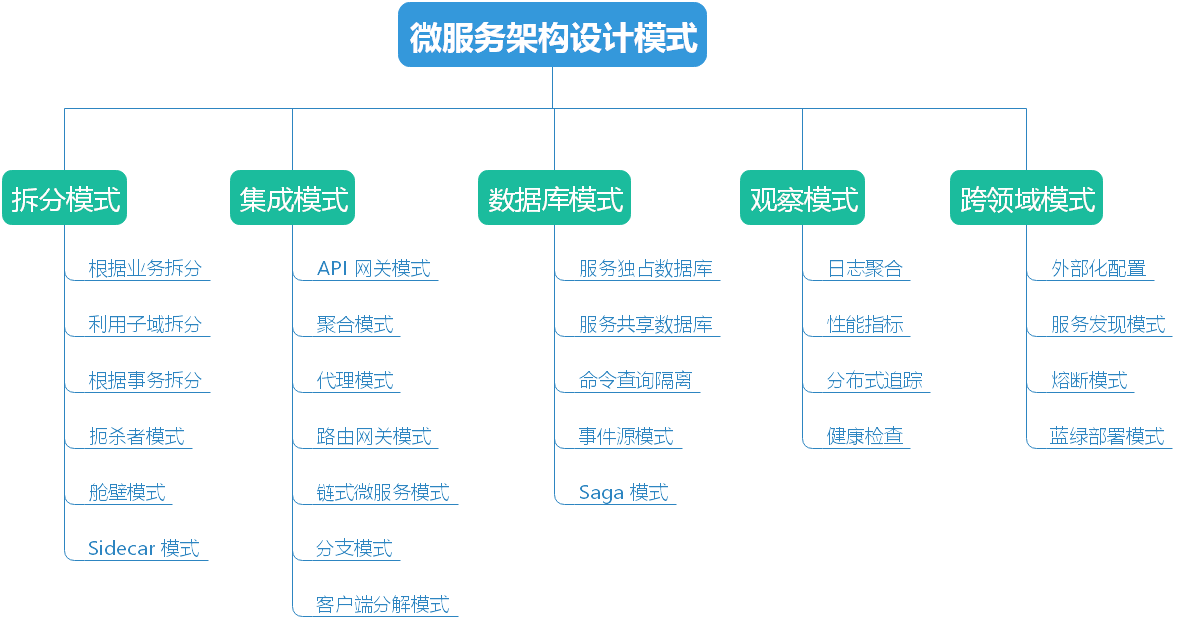 微服务架构设计模式
拆分模式
根据业务拆分
利用子域拆分
根据事务拆分
扼杀者模式
舱壁模式
Sidecar 模式
集成模式
API 网关模式
聚合模式
代理模式
路由网关模式
链式微服务模式
分支模式
客户端分解模式
数据库模式
服务独占数据库
服务共享数据库
命令查询隔离
事件源模式
Saga 模式
观察模式
日志聚合
性能指标
分布式追踪
健康检查
跨领域模式
外部化配置
服务发现模式
熔断模式
蓝绿部署模式